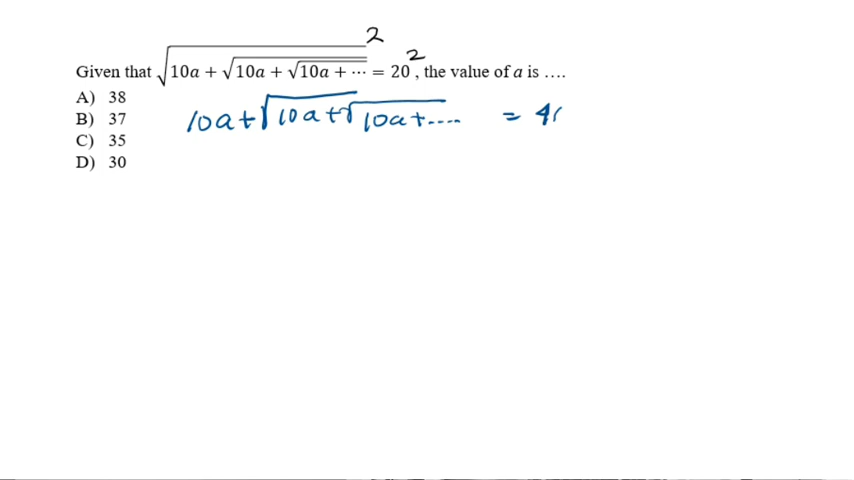 2 2
Given that √10a + √10a + √10a + ⋯ = 20 , the value of a is ….
A) 38
B) 37
C) 35
D) 30
10a+√10a+√10a+.... = 4